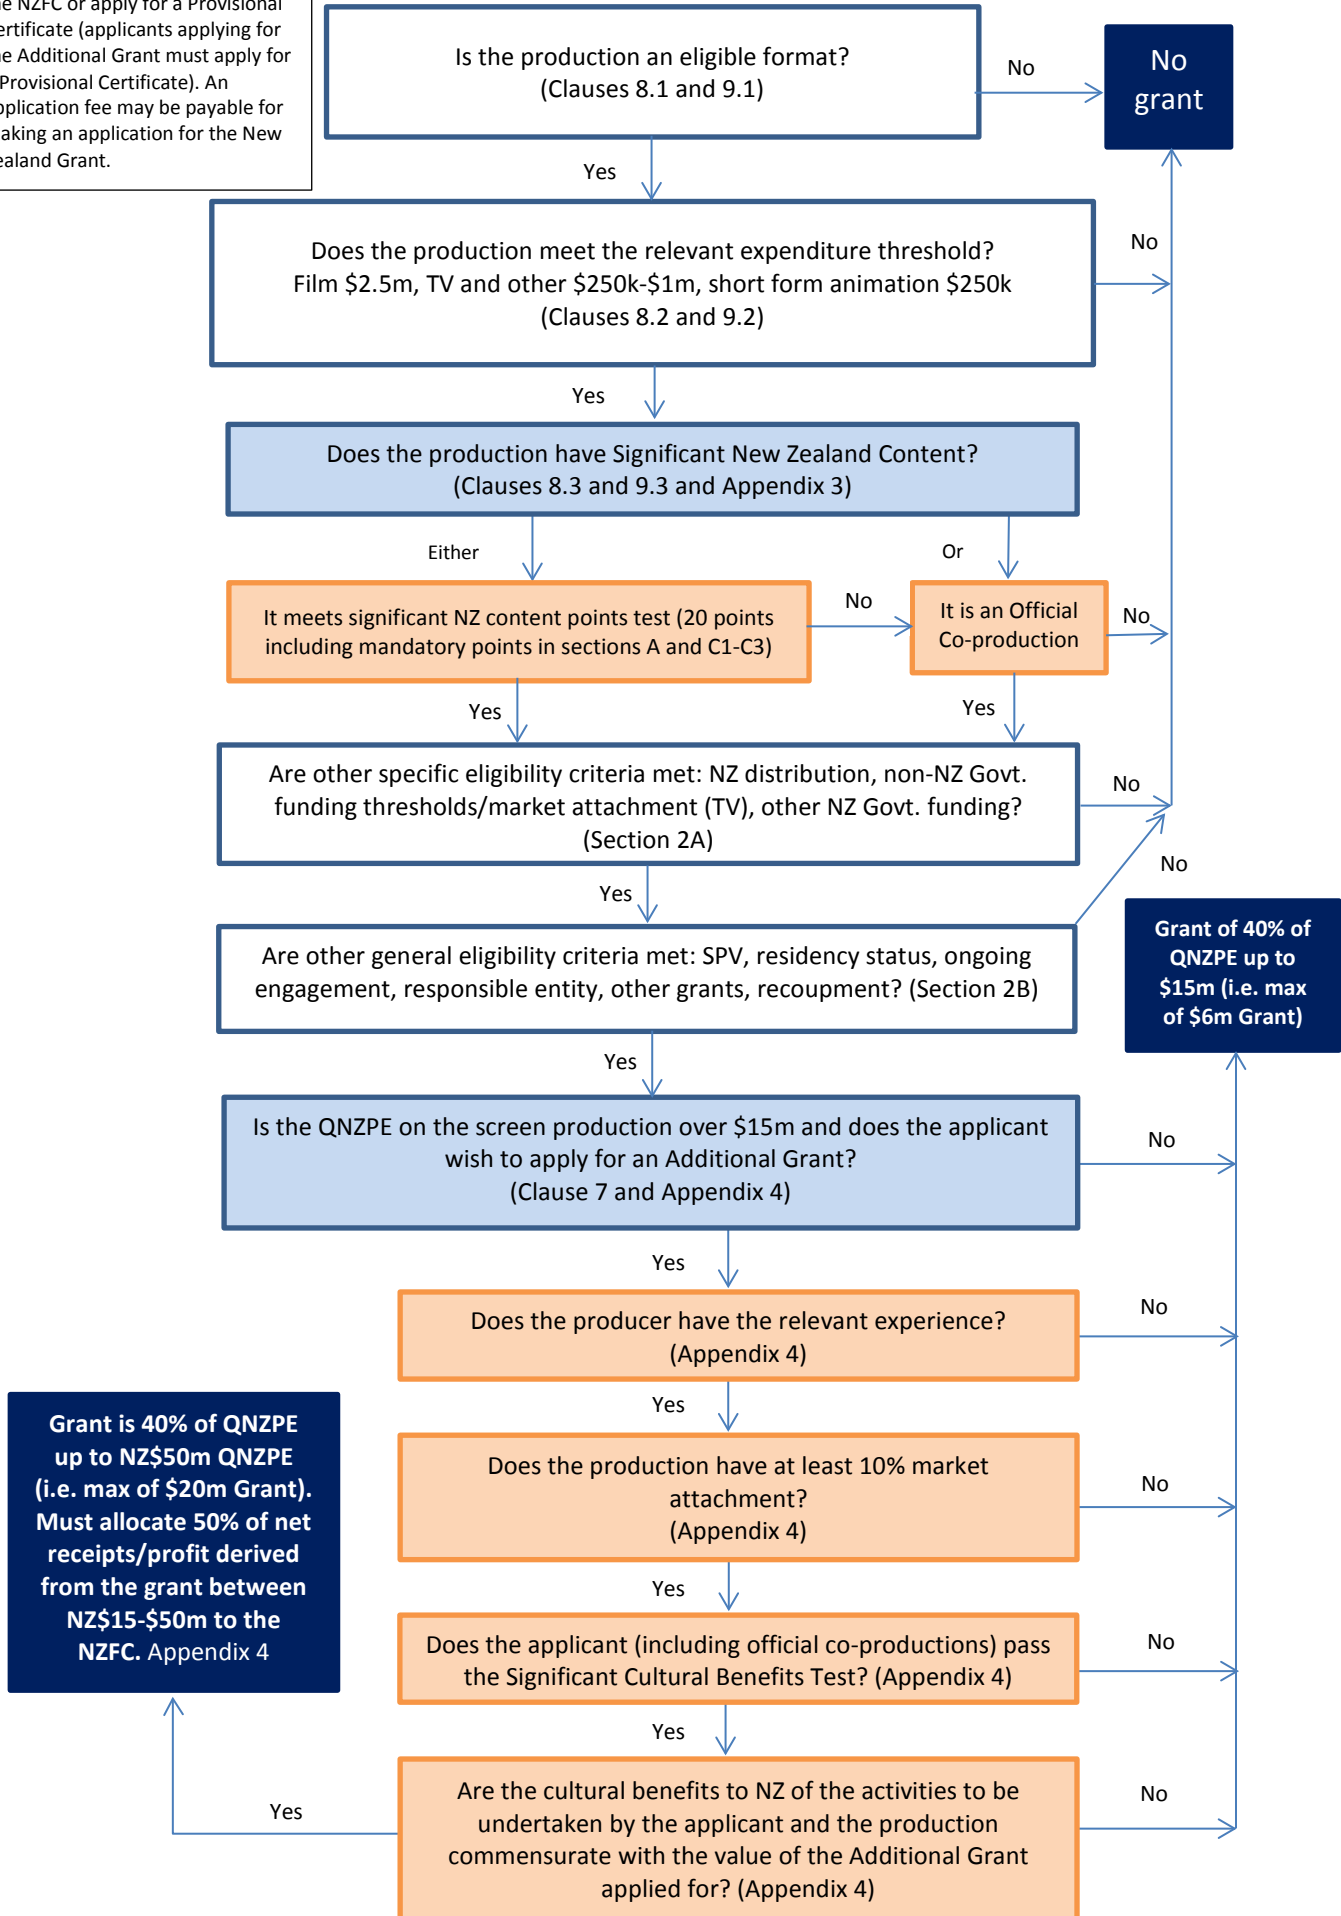 the NZFC or apply for a Provisional
Certificate (applicants applying for
the Additional Grant must apply for
Provisional Certificate). An
application fee may be payable for
making an application for the New
Zealand Grant.
Is the production an eligible format?
(Clauses 8.1 and 9.1)
No
No
grant
Yes
Does the production meet the relevant expenditure threshold?
Film $2.5m, TV and other $250k-$1m, short form animation $250k
(Clauses 8.2 and 9.2)
No
Yes
Does the production have Significant New Zealand Content?
(Clauses 8.3 and 9.3 and Appendix 3)
Either
Or
It meets significant NZ content points test (20 points
including mandatory points in sections A and C1-C3)
No
It is an Official
Co-production
No
Yes
Yes
Are other specific eligibility criteria met: NZ distribution, non-NZ Govt.
funding thresholds/market attachment (TV), other NZ Govt. funding?
(Section 2A)
No
Yes
No
Are other general eligibility criteria met: SPV, residency status, ongoing
engagement, responsible entity, other grants, recoupment? (Section 2B)
Grant of 40% of
QNZPE up to
$15m (i.e. max
of $6m Grant)
Yes
Is the QNZPE on the screen production over $15m and does the applicant
wish to apply for an Additional Grant?
(Clause 7 and Appendix 4)
No
Yes
Does the producer have the relevant experience?
(Appendix 4)
No
Yes
Does the production have at least 10% market
attachment?
(Appendix 4)
No
Yes
Does the applicant (including official co-productions) pass
the Significant Cultural Benefits Test? (Appendix 4)
No
Yes
Are the cultural benefits to NZ of the activities to be
undertaken by the applicant and the production
commensurate with the value of the Additional Grant
applied for? (Appendix 4)
No
Yes
Grant is 40% of QNZPE
up to NZ$50m QNZPE
(i.e. max of $20m Grant).
Must allocate 50% of net
receipts/profit derived
from the grant between
NZ$15-$50m to the
NZFC. Appendix 4